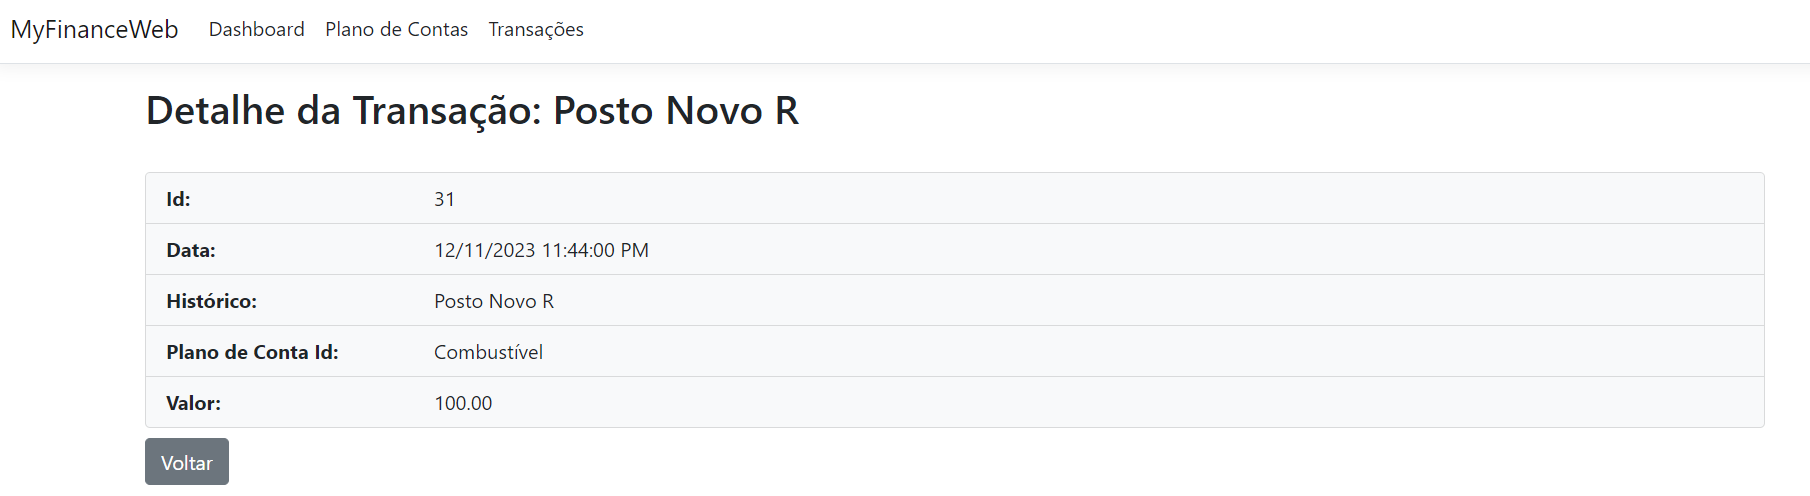 MyFinanceWeb Dashboard Plano de Contas Transações
Detalhe da Transação: Posto Novo R
Id: 31
Data: 12/11/2023 11:44:00 PM
Histórico: Posto Novo R
Plano de Conta Id: Combustível
Valor: 100.00
Voltar